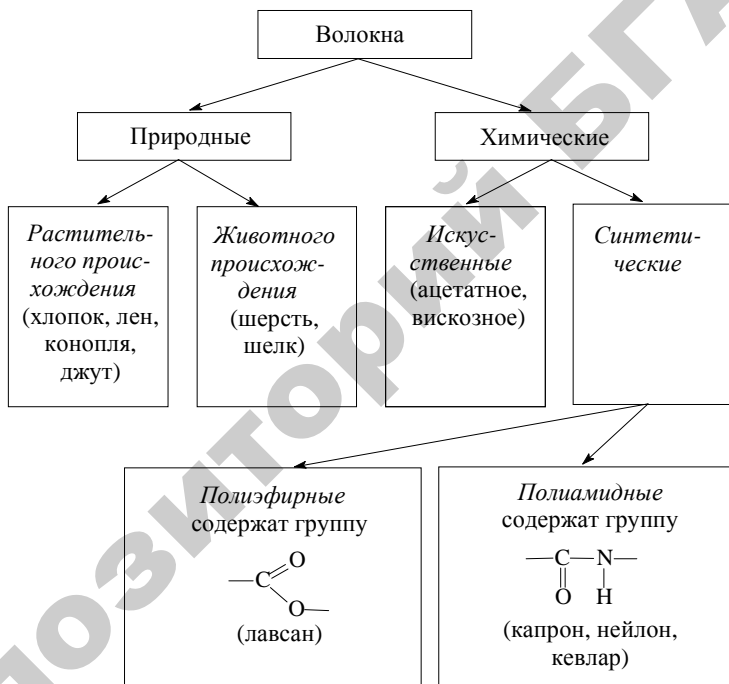 Волокна
Природные
Химические
Раститель-
ного проис-
хождения
(хлопок, лен,
конопля,
джут)
Животного
происхож-
дения
(шерсть,
шелк)
Искус-
ственные
(ацетатное,
вискозное)
Синтети-
ческие
Полиэфирные
содержат группу
C
O
O
(лавсан)
Полиамидные
содержат группу
C N
O H
(капрон, нейлон,
кевлар)